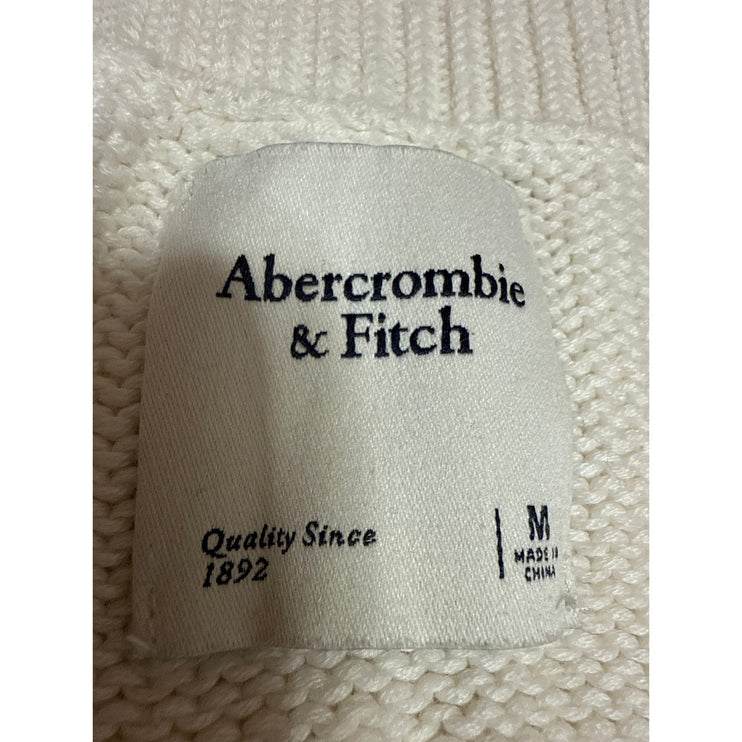 Abercrombie
& Fitch
Quality Since
1892
M
MADE IN
CHINA